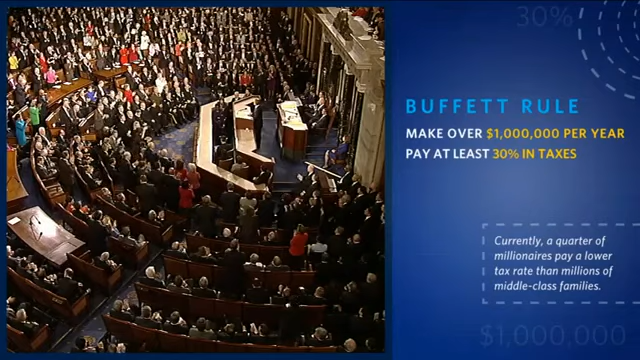 30%
BUFFETT RULE
MAKE OVER $1,000,000 PER YEAR
PAY AT LEAST 30% IN TAXES
Currently, a quarter of
millionaires pay a lower
tax rate than millions of
middle-class families.
$1,000,000